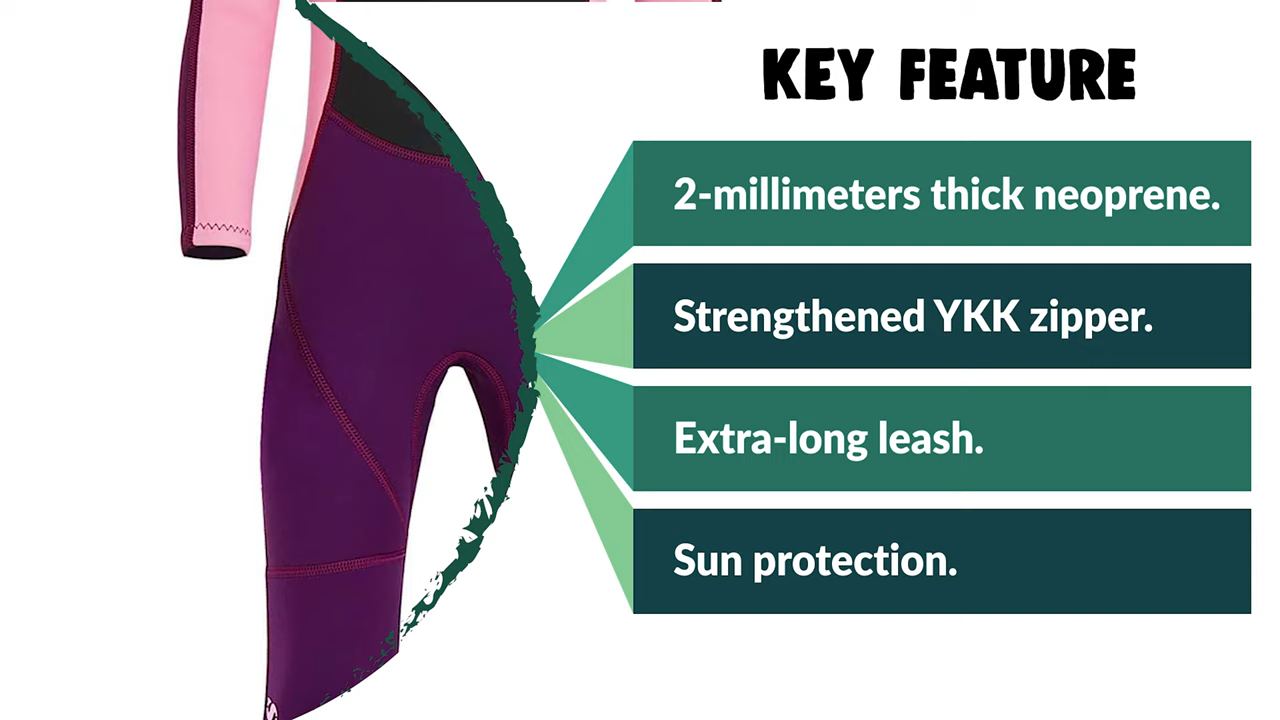 KEY FEATURE
2-millimeters thick neoprene.
Strengthened YKK zipper.
Extra-long leash.
Sun protection.